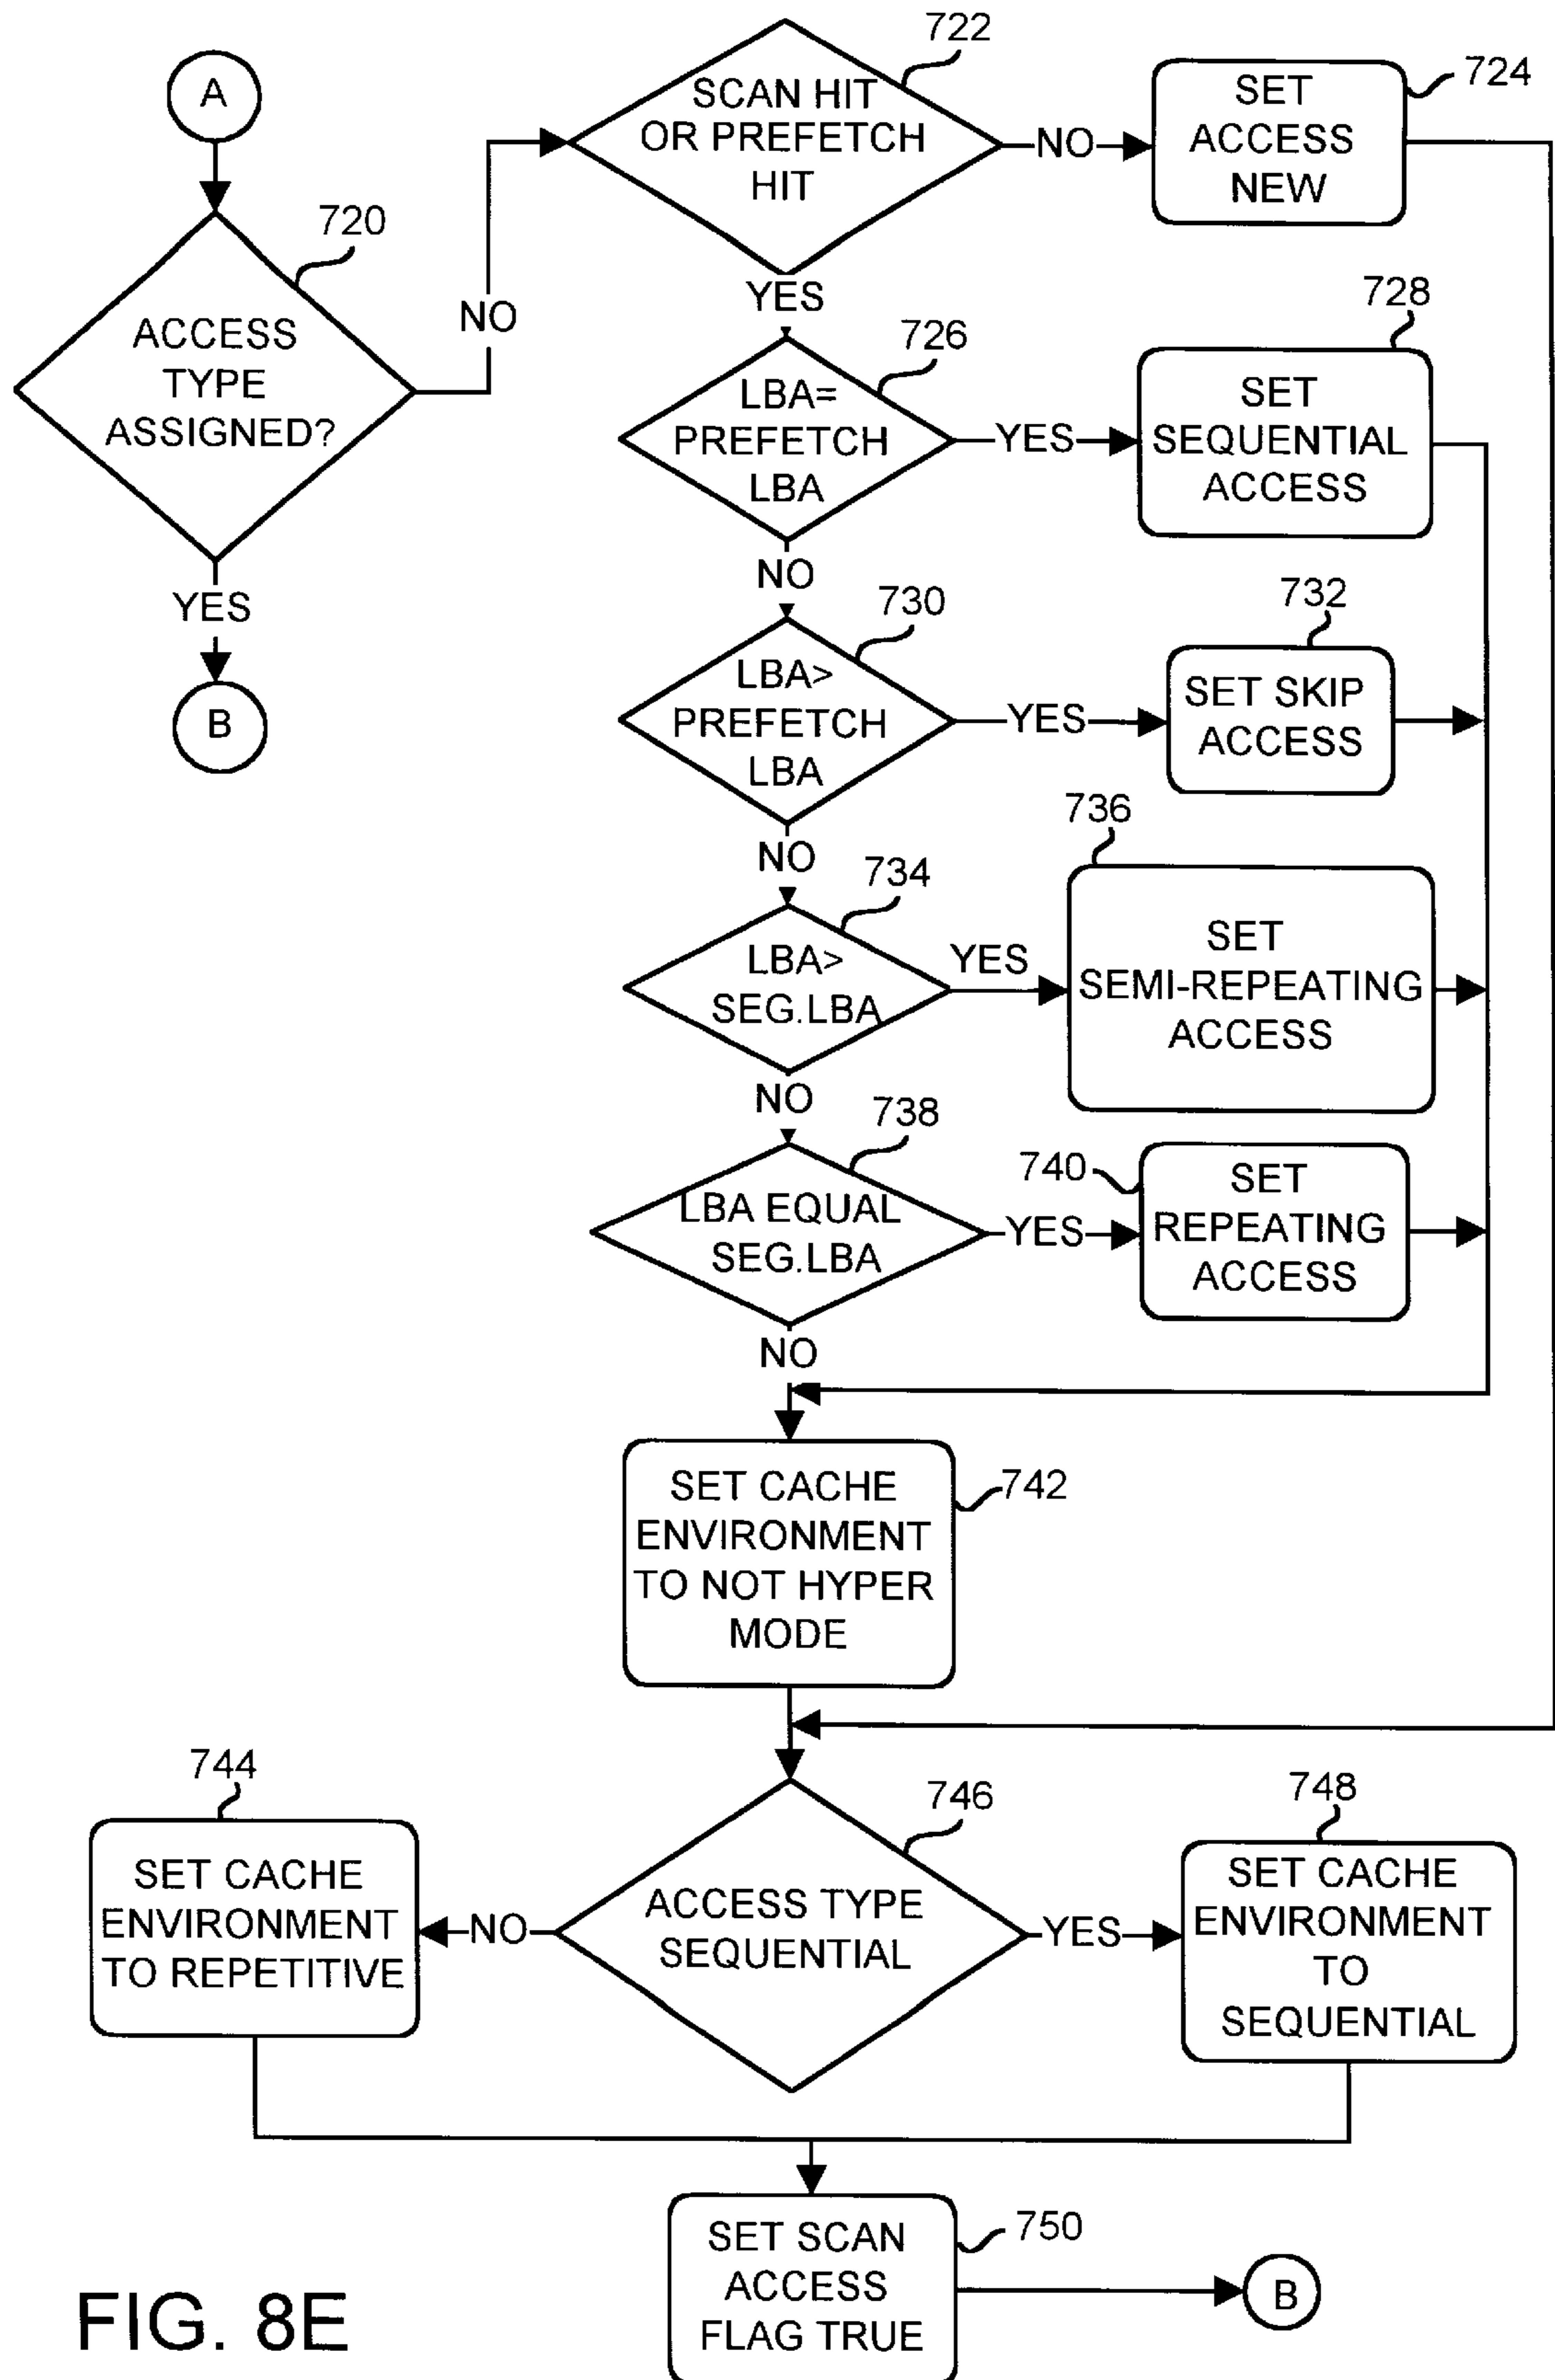 A
720
ACCESS
TYPE
ASSIGNED?
NO
YES
B
722
SCAN HIT
OR PREFETCH
HIT
NO
724
SET
ACCESS
NEW
YES
726
LBA=
PREFETCH
LBA
YES
728
SET
SEQUENTIAL
ACCESS
NO
730
LBA>
PREFETCH
LBA
YES
732
SET SKIP
ACCESS
NO
734
LBA>
SEG.LBA
YES
736
SET
SEMI-REPEATING
ACCESS
NO
738
LBA EQUAL
SEG.LBA
YES
740
SET
REPEATING
ACCESS
NO
742
SET CACHE
ENVIRONMENT
TO NOT HYPER
MODE
744
SET CACHE
ENVIRONMENT
TO REPETITIVE
NO
746
ACCESS TYPE
SEQUENTIAL
YES
748
SET CACHE
ENVIRONMENT
TO
SEQUENTIAL
750
SET SCAN
ACCESS
FLAG TRUE
B
FIG. 8E